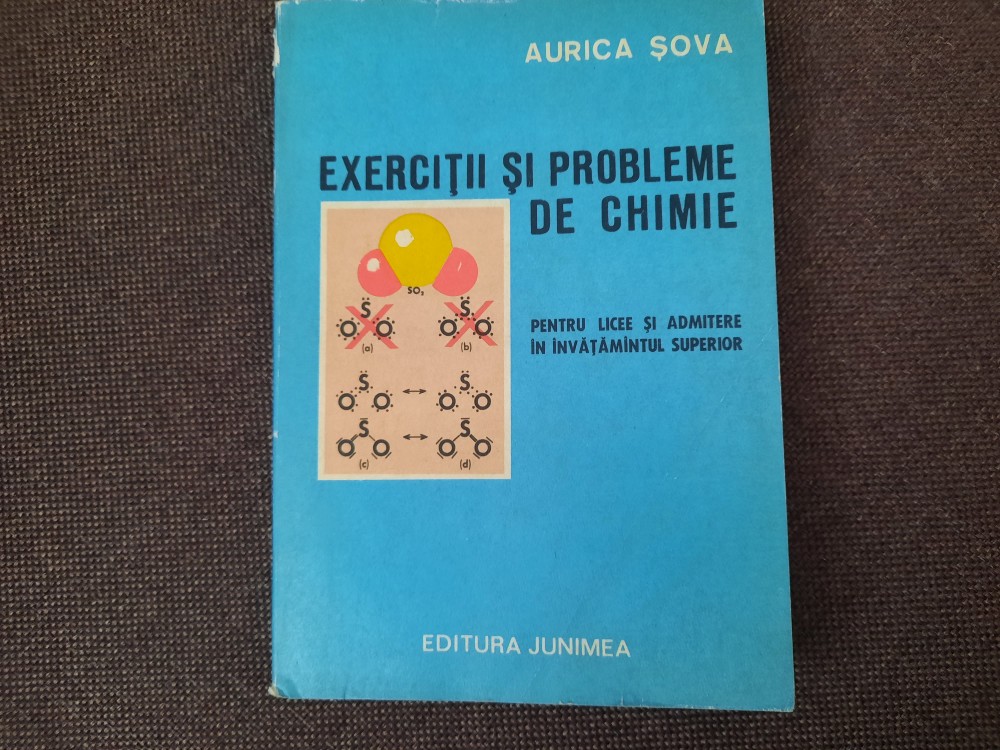 AURICA ȘOVA
EXERCIȚII ȘI PROBLEME
DE CHIMIE
SO₂
S S
O O O O
(a) (b)
PENTRU LICEE ȘI ADMITERE
ÎN ÎNVĂȚĂMÎNTUL SUPERIOR
S ↔ S
O O O O
S ↔ S
O O O O
(c) (d)
EDITURA JUNIMEA